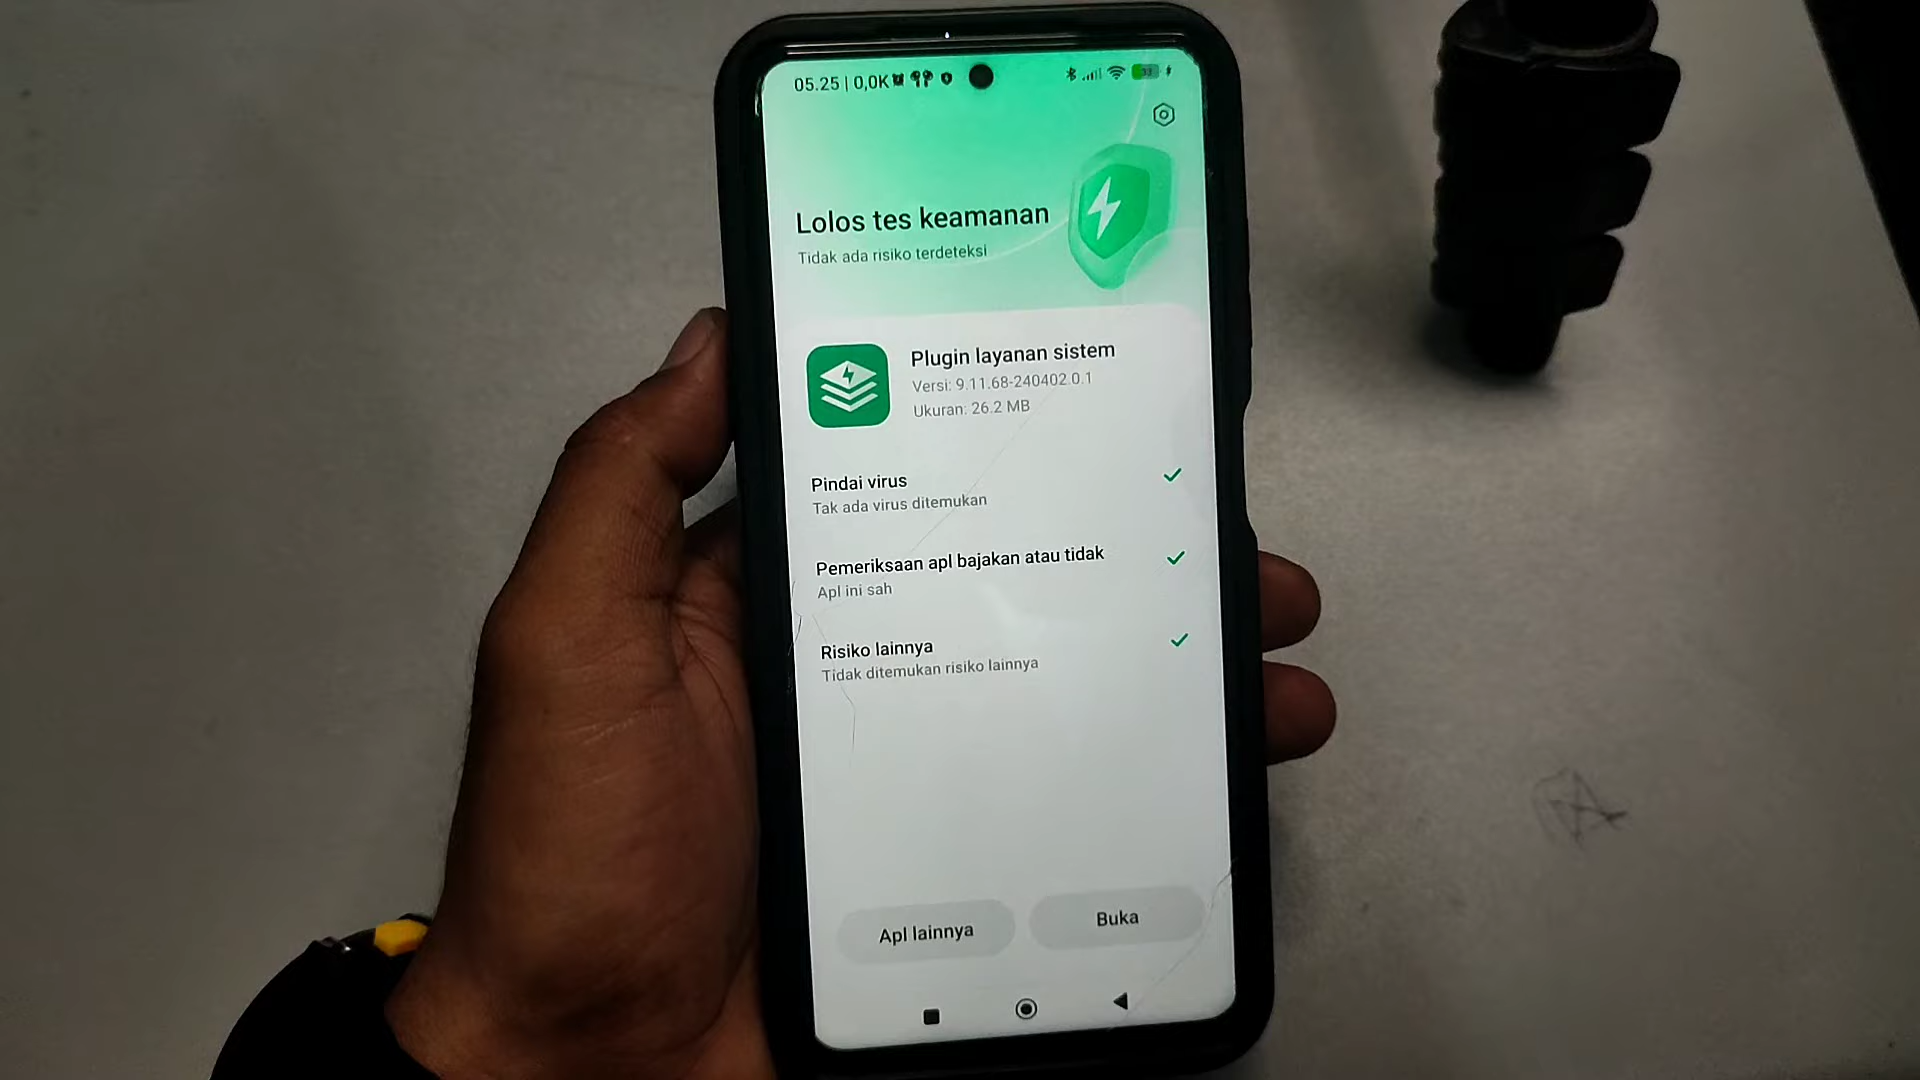 05.25 | 0,0K
33
Lolos tes keamanan
Tidak ada risiko terdeteksi
Plugin layanan sistem
Versi: 9.11.68-240402.0.1
Ukuran: 26.2 MB
Pindai virus
Tak ada virus ditemukan
Pemeriksaan apl bajakan atau tidak
Apl ini sah
Risiko lainnya
Tidak ditemukan risiko lainnya
Apl lainnya
Buka